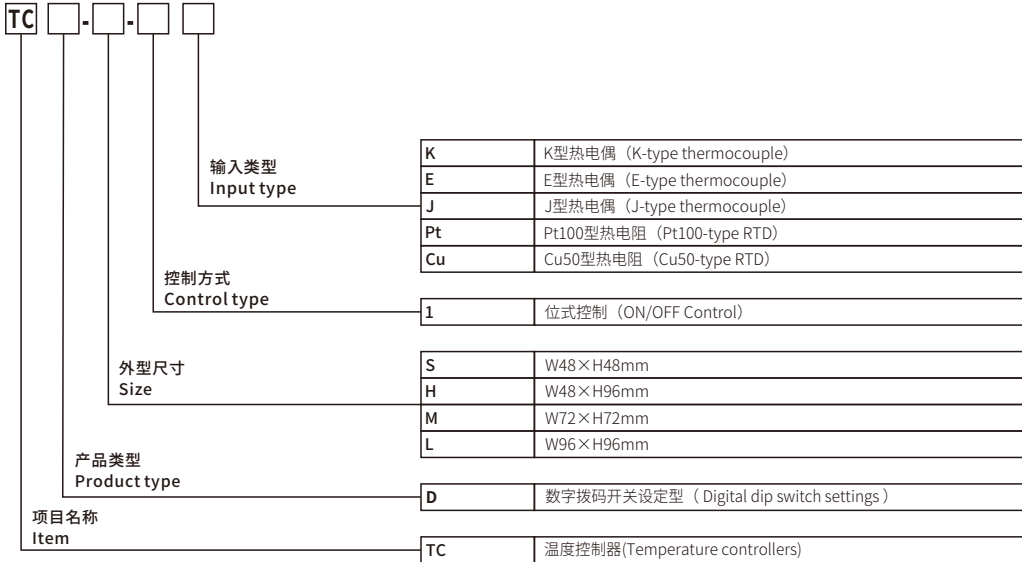 TC - -
输入类型
Input type
K K型热电偶（K-type thermocouple）
E E型热电偶（E-type thermocouple）
J J型热电偶（J-type thermocouple）
Pt Pt100型热电阻（Pt100-type RTD）
Cu Cu50型热电阻（Cu50-type RTD）
控制方式
Control type
1 位式控制（ON/OFF Control）
外型尺寸
Size
S W48×H48mm
H W48×H96mm
M W72×H72mm
L W96×H96mm
产品类型
Product type
D 数字拨码开关设定型（ Digital dip switch settings ）
项目名称
Item
TC 温度控制器(Temperature controllers)